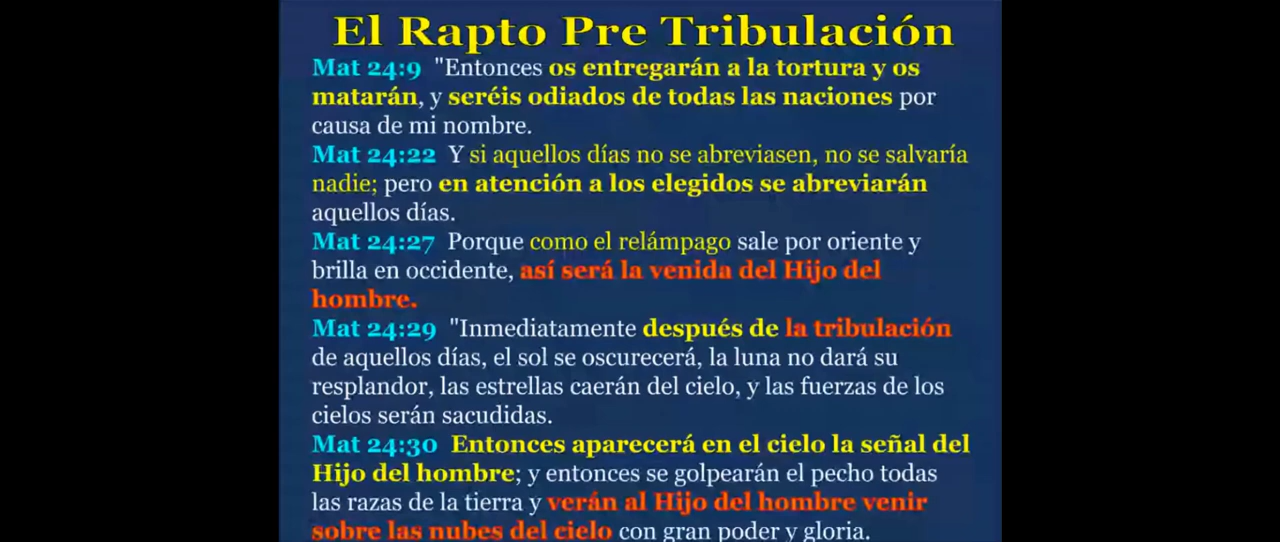 El Rapto Pre Tribulación
Mat 24:9 "Entonces os entregarán a la tortura y os
matarán, y seréis odiados de todas las naciones por
causa de mi nombre.
Mat 24:22 Y si aquellos días no se abreviasen, no se salvaría
nadie; pero en atención a los elegidos se abreviarán
aquellos días.
Mat 24:27 Porque como el relámpago sale por oriente y
brilla en occidente, así será la venida del Hijo del
hombre.
Mat 24:29 "Inmediatamente después de la tribulación
de aquellos días, el sol se oscurecerá, la luna no dará su
resplandor, las estrellas caerán del cielo, y las fuerzas de los
cielos serán sacudidas.
Mat 24:30 Entonces aparecerá en el cielo la señal del
Hijo del hombre; y entonces se golpearán el pecho todas
las razas de la tierra y verán al Hijo del hombre venir
sobre las nubes del cielo con gran poder y gloria.